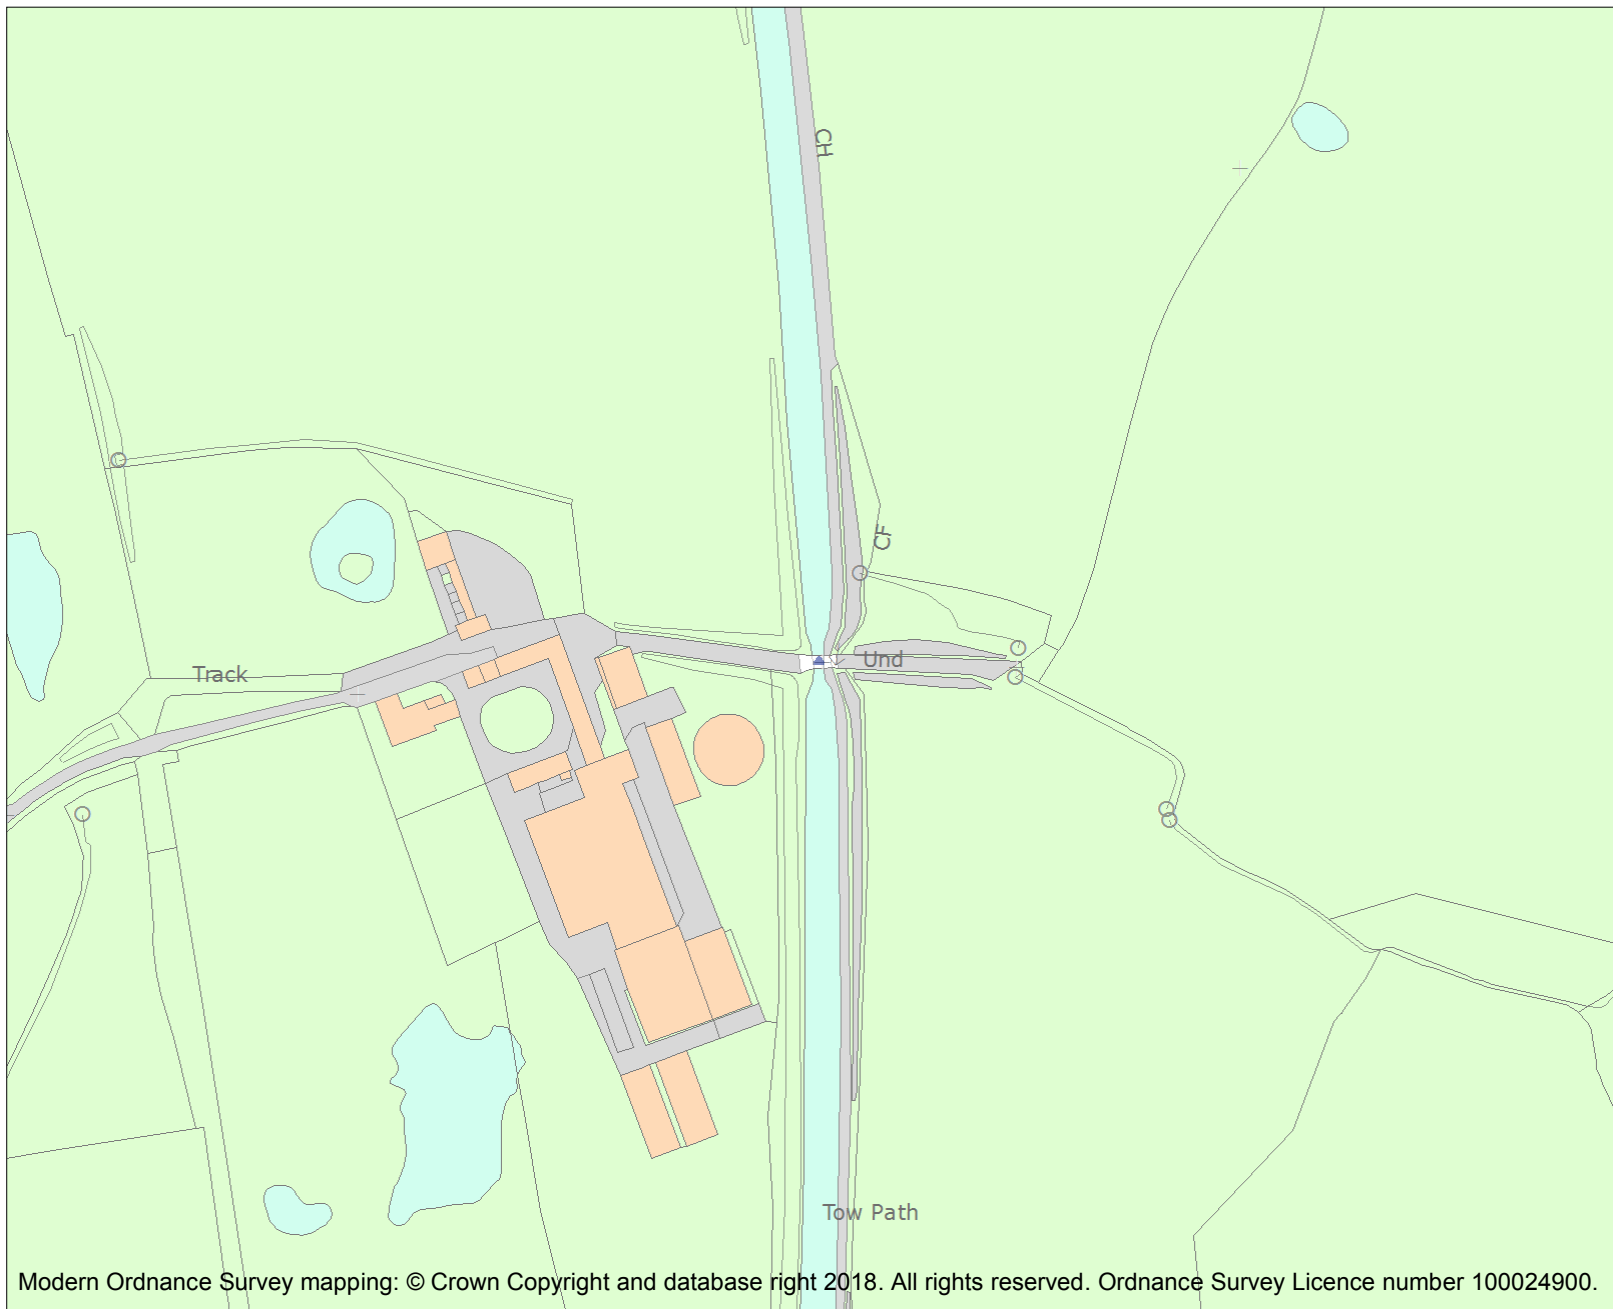 CH
CF
Und
Track
Tow Path
Modern Ordnance Survey mapping: © Crown Copyright and database right 2018. All rights reserved. Ordnance Survey Licence number 100024900.